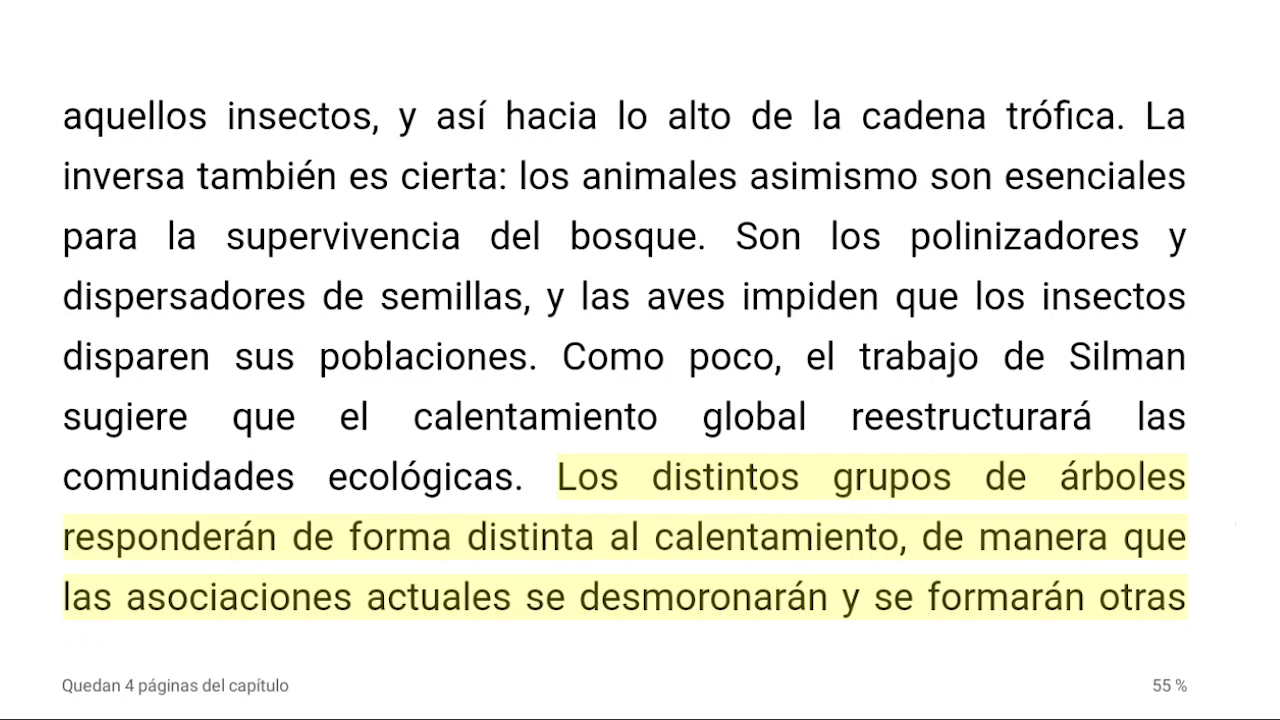 aquellos insectos, y así hacia lo alto de la cadena trófica. La
inversa también es cierta: los animales asimismo son esenciales
para la supervivencia del bosque. Son los polinizadores y
dispersadores de semillas, y las aves impiden que los insectos
disparen sus poblaciones. Como poco, el trabajo de Silman
sugiere que el calentamiento global reestructurará las
comunidades ecológicas. Los distintos grupos de árboles
responderán de forma distinta al calentamiento, de manera que
las asociaciones actuales se desmoronarán y se formarán otras
Quedan 4 páginas del capítulo
55 %